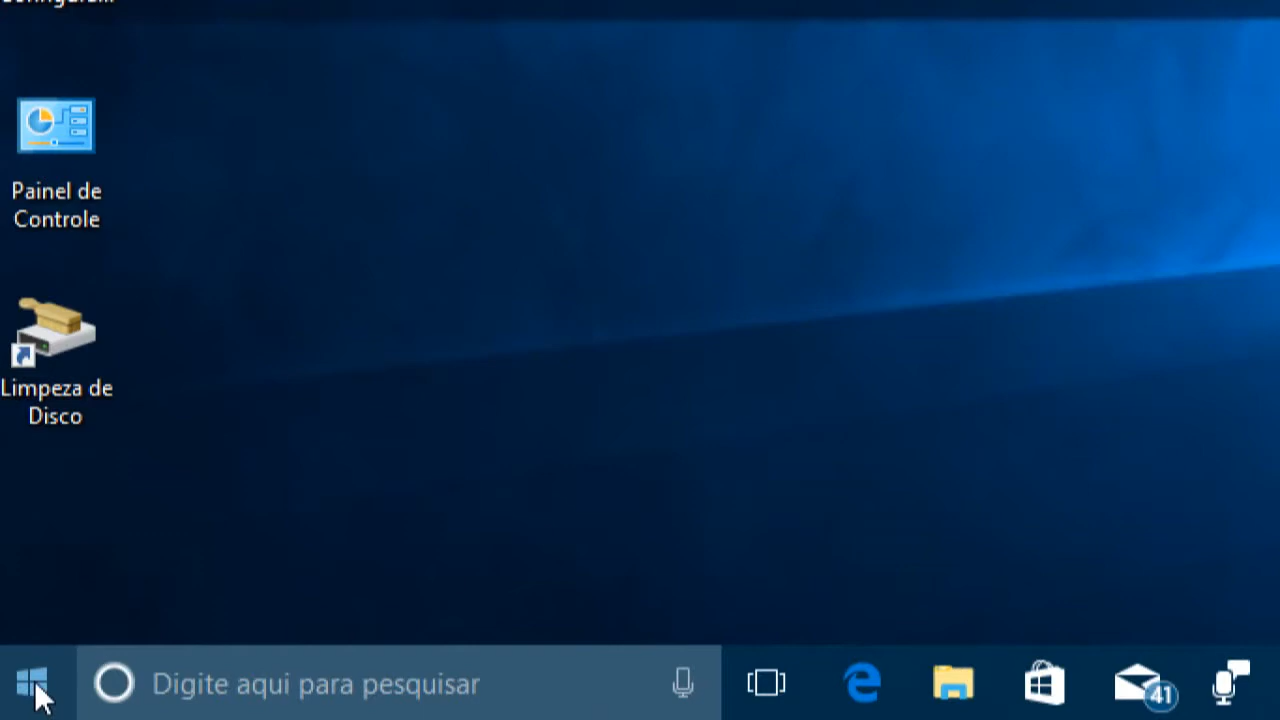 Painel de
Controle
Limpeza de
Disco
Digite aqui para pesquisar
41